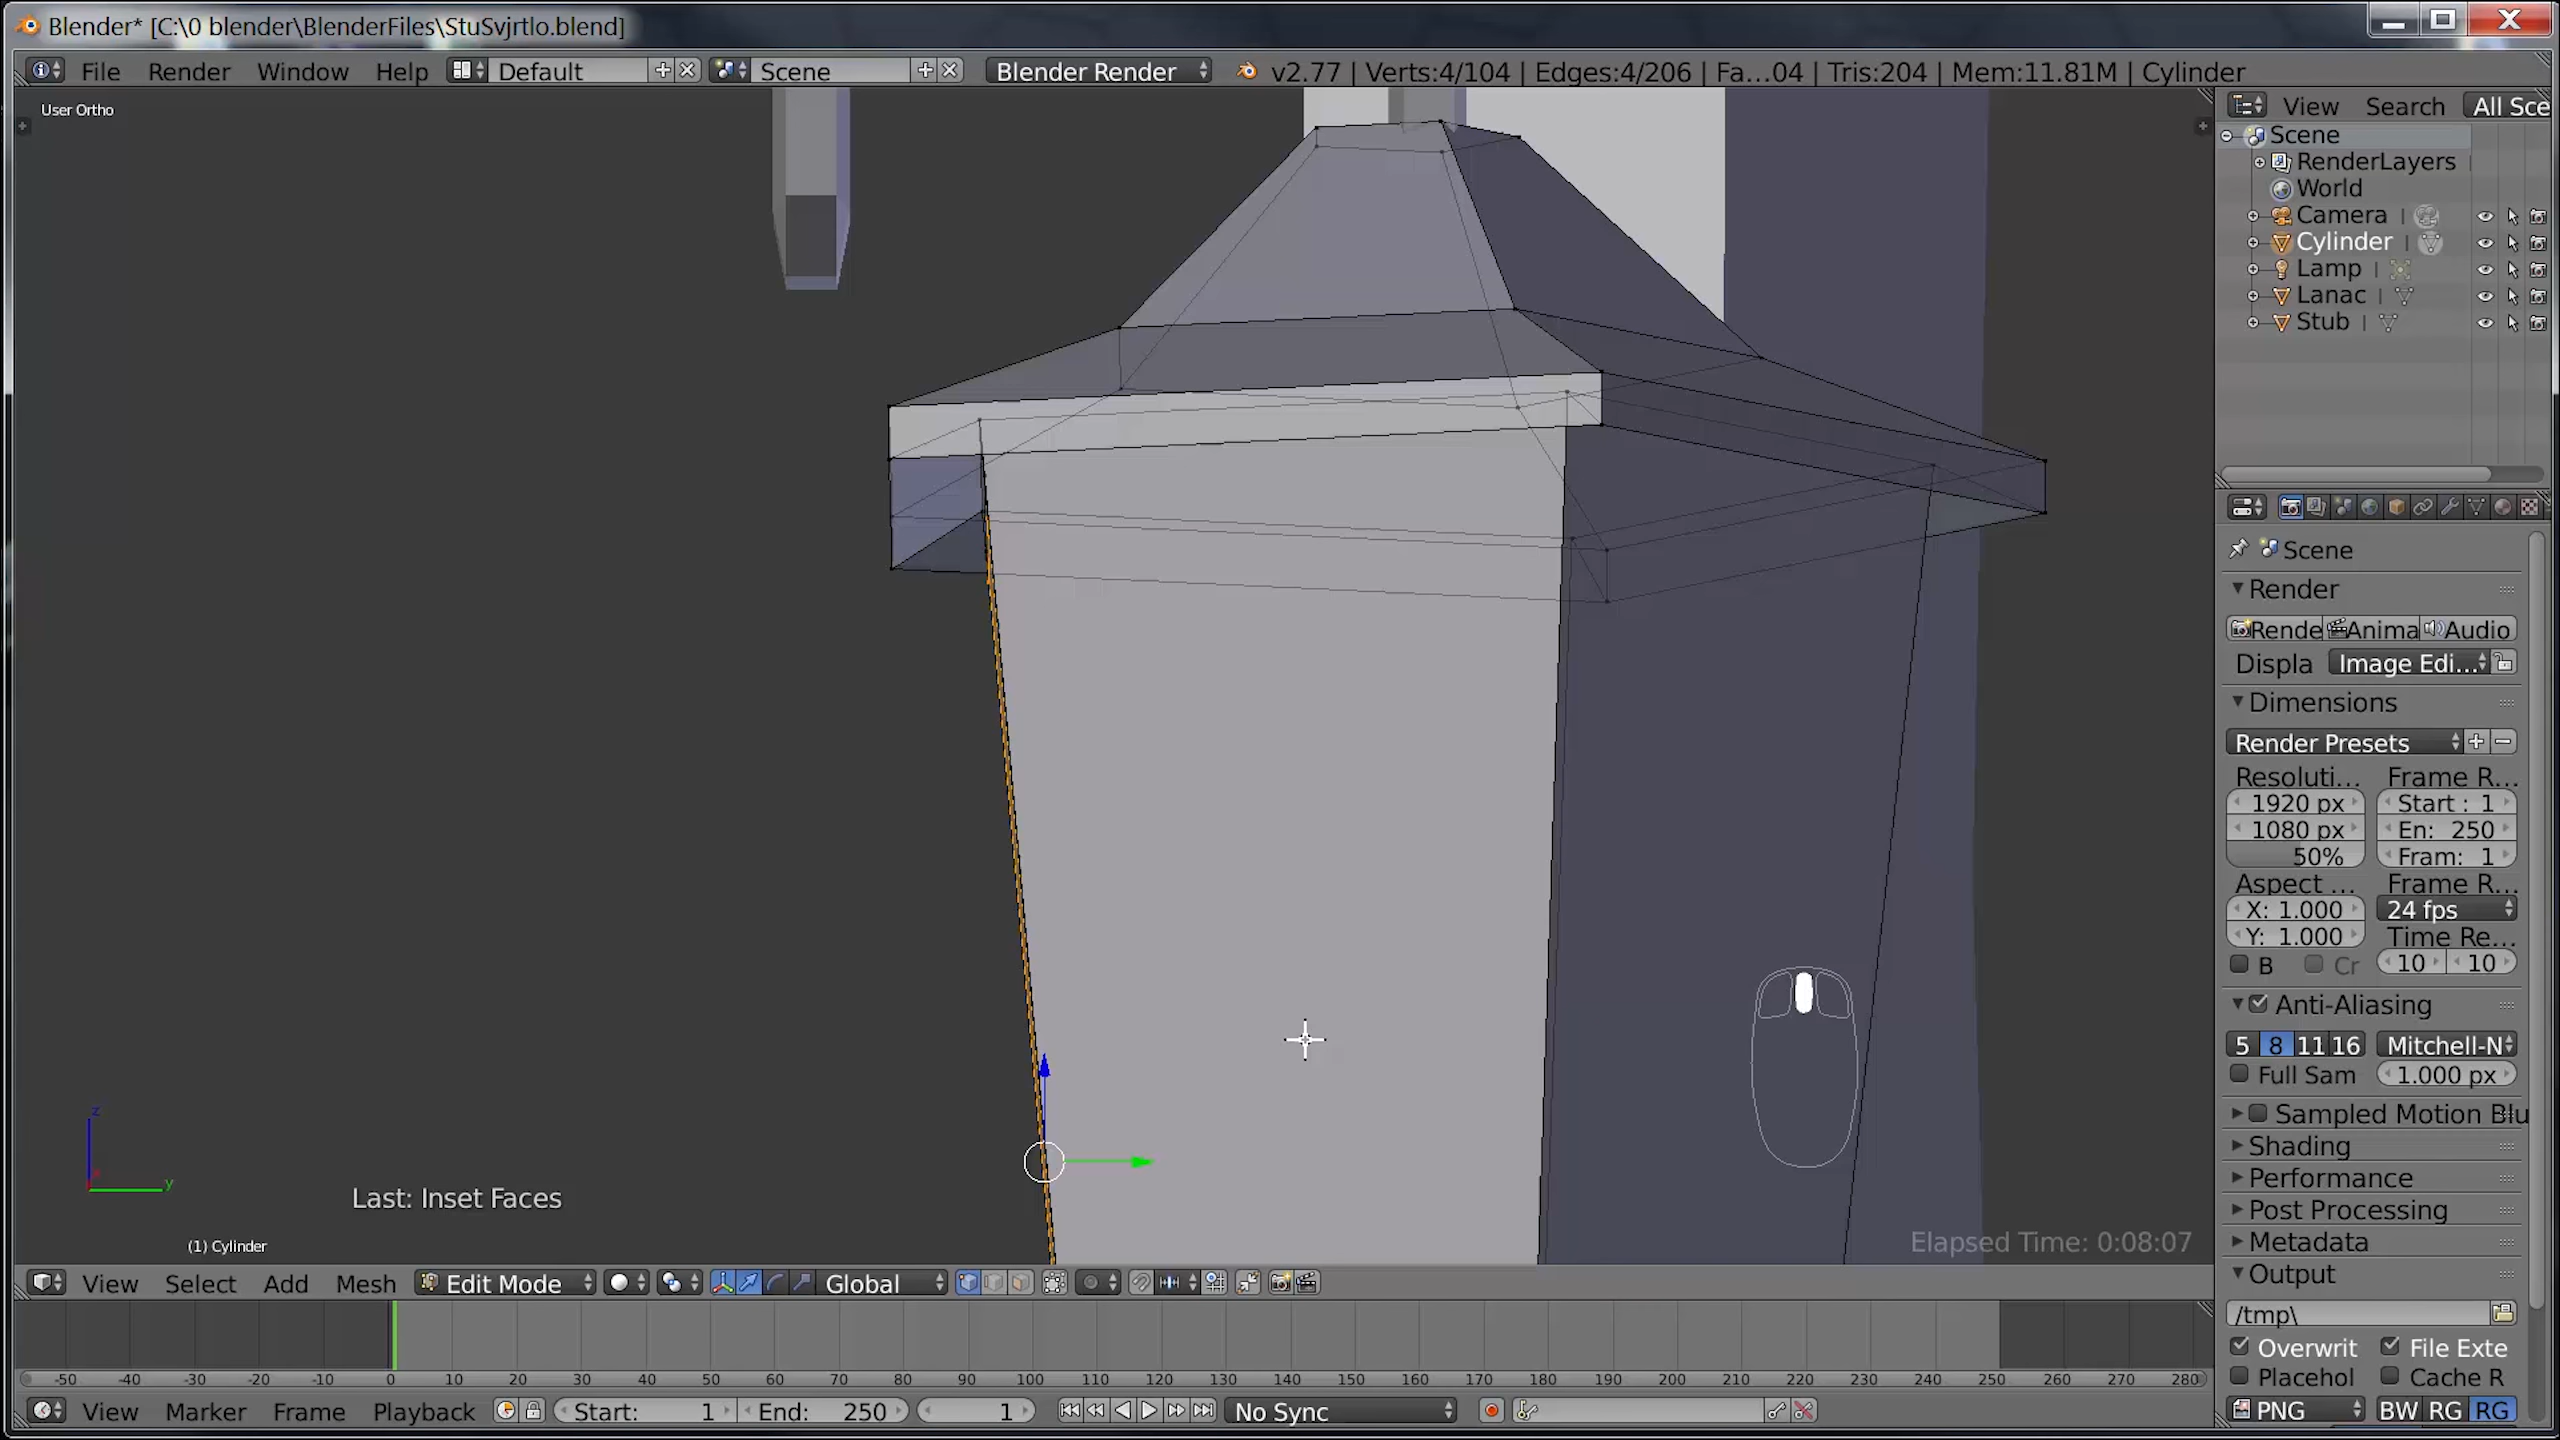 Blender* [C:\0 blender\BlenderFiles\StuSvjrtlo.blend]
File Render Window Help Default Scene Blender Render v2.77 | Verts:4/104 | Edges:4/206 | Fa...04 | Tris:204 | Mem:11.81M | Cylinder
User Ortho
View Search All Sce
Scene
RenderLayers
World
Camera
Cylinder
Lamp
Lanac
Stub
Scene
Render
Rende Anima Audio
Displa Image Edi...
Dimensions
Render Presets
Resoluti... Frame R...
1920 px Start : 1
1080 px En: 250
50% Fram: 1
Aspect ... Frame R...
X: 1.000 24 fps
Y: 1.000 Time Re...
B Cr 10 10
Anti-Aliasing
5 8 11 16 Mitchell-N
Full Sam 1.000 px
Sampled Motion Blu
Shading
Performance
Post Processing
Metadata
Output
/tmp\
Overwrit File Exte
Placehol Cache R
PNG BW RG RG
z
y
Last: Inset Faces
(1) Cylinder
Elapsed Time: 0:08:07
View Select Add Mesh Edit Mode Global
-50 -40 -30 -20 -10 0 10 20 30 40 50 60 70 80 90 100 110 120 130 140 150 160 170 180 190 200 210 220 230 240 250 260 270 280
View Marker Frame Playback Start: 1 End: 250 1 No Sync